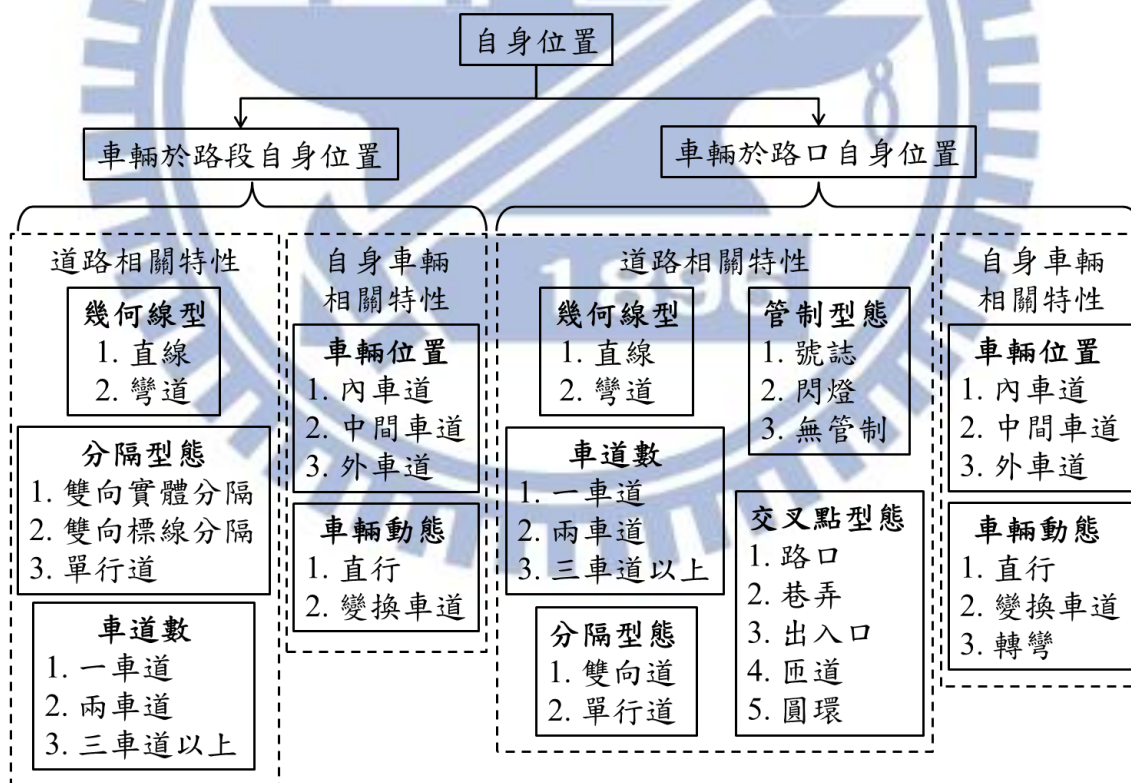 自身位置
車輛於路段自身位置
車輛於路口自身位置
道路相關特性
幾何線型
1. 直線
2. 彎道
分隔型態
1. 雙向實體分隔
2. 雙向標線分隔
3. 單行道
車道數
1. 一車道
2. 兩車道
3. 三車道以上
自身車輛
相關特性
車輛位置
1. 內車道
2. 中間車道
3. 外車道
車輛動態
1. 直行
2. 變換車道
道路相關特性
幾何線型
1. 直線
2. 彎道
車道數
1. 一車道
2. 兩車道
3. 三車道以上
分隔型態
1. 雙向道
2. 單行道
管制型態
1. 號誌
2. 閃燈
3. 無管制
交叉點型態
1. 路口
2. 巷弄
3. 出入口
4. 匝道
5. 圓環
自身車輛
相關特性
車輛位置
1. 內車道
2. 中間車道
3. 外車道
車輛動態
1. 直行
2. 變換車道
3. 轉彎
1896